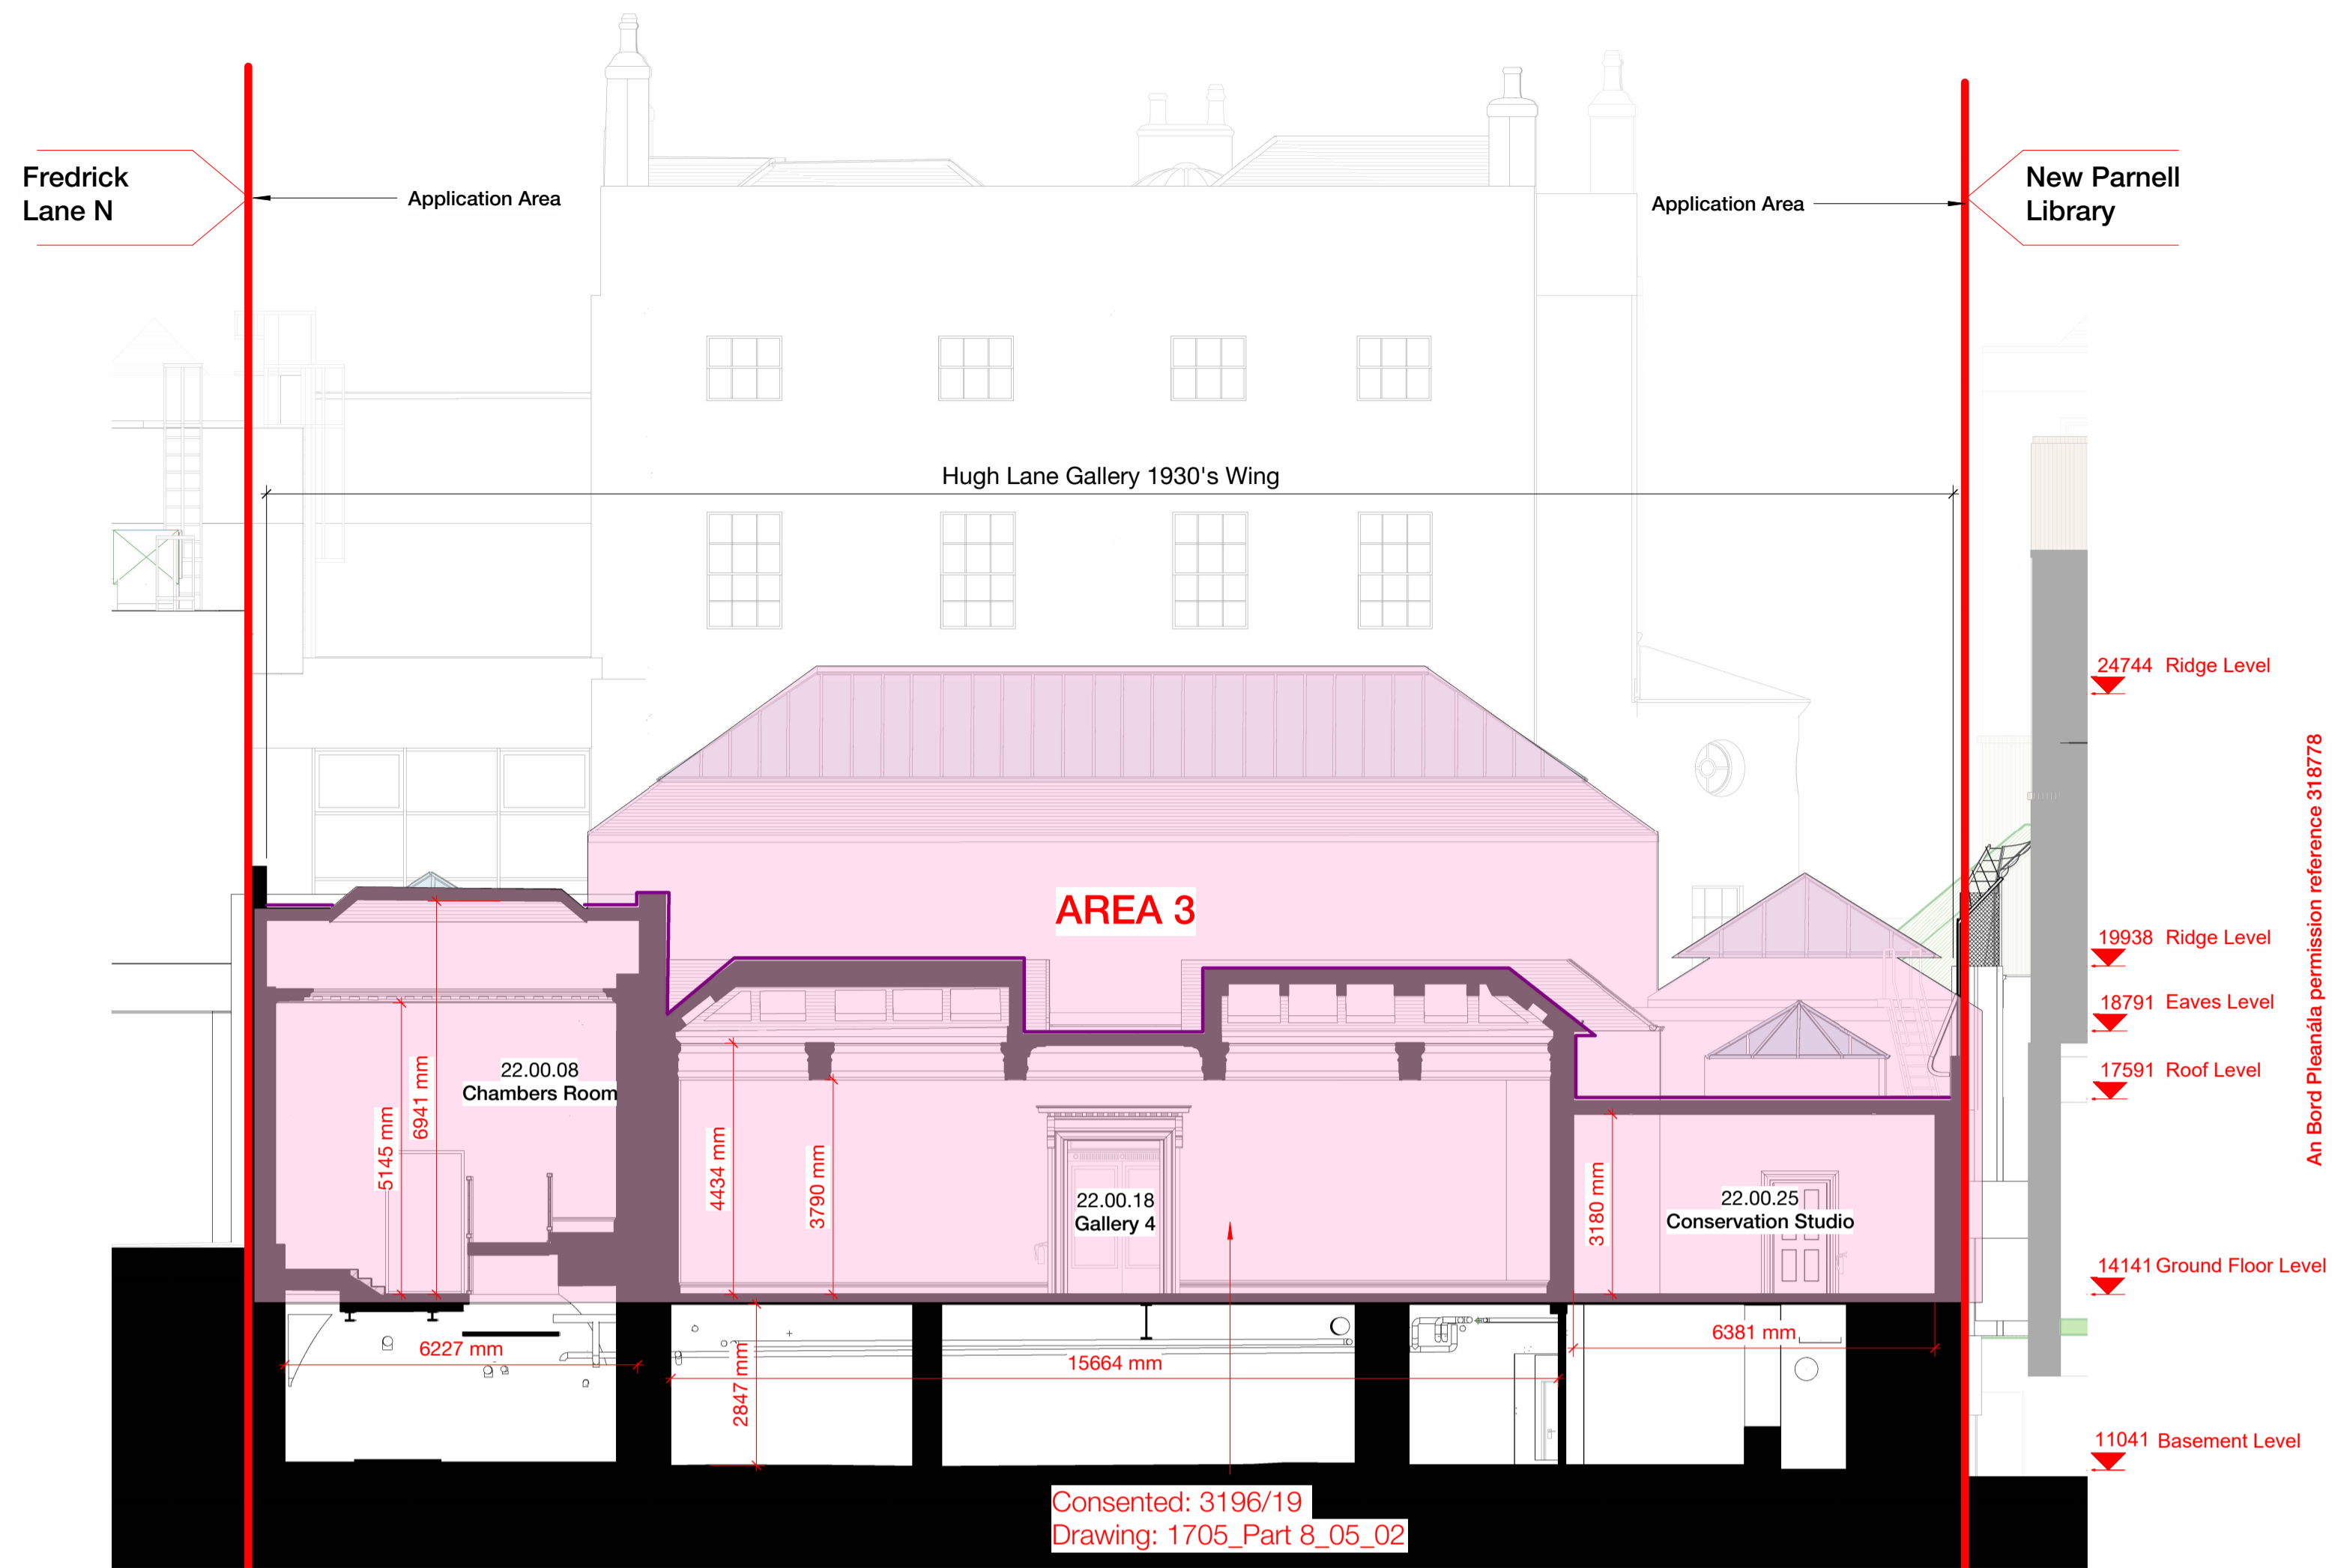 Fredrick
Lane N
Application Area
Application Area
New Parnell
Library
Hugh Lane Gallery 1930's Wing
24744 Ridge Level
AREA 3
19938 Ridge Level
18791 Eaves Level
17591 Roof Level
14141 Ground Floor Level
11041 Basement Level
An Bord Pleanála pemission reference 318778
22.00.08
Chambers Room
5145 mm
6941 mm
4434 mm
3790 mm
22.00.18
Gallery 4
3180 mm
22.00.25
Conservation Studio
6227 mm
2847 mm
15664 mm
6381 mm
Consented: 3196/19
Drawing: 1705_Part 8_05_02